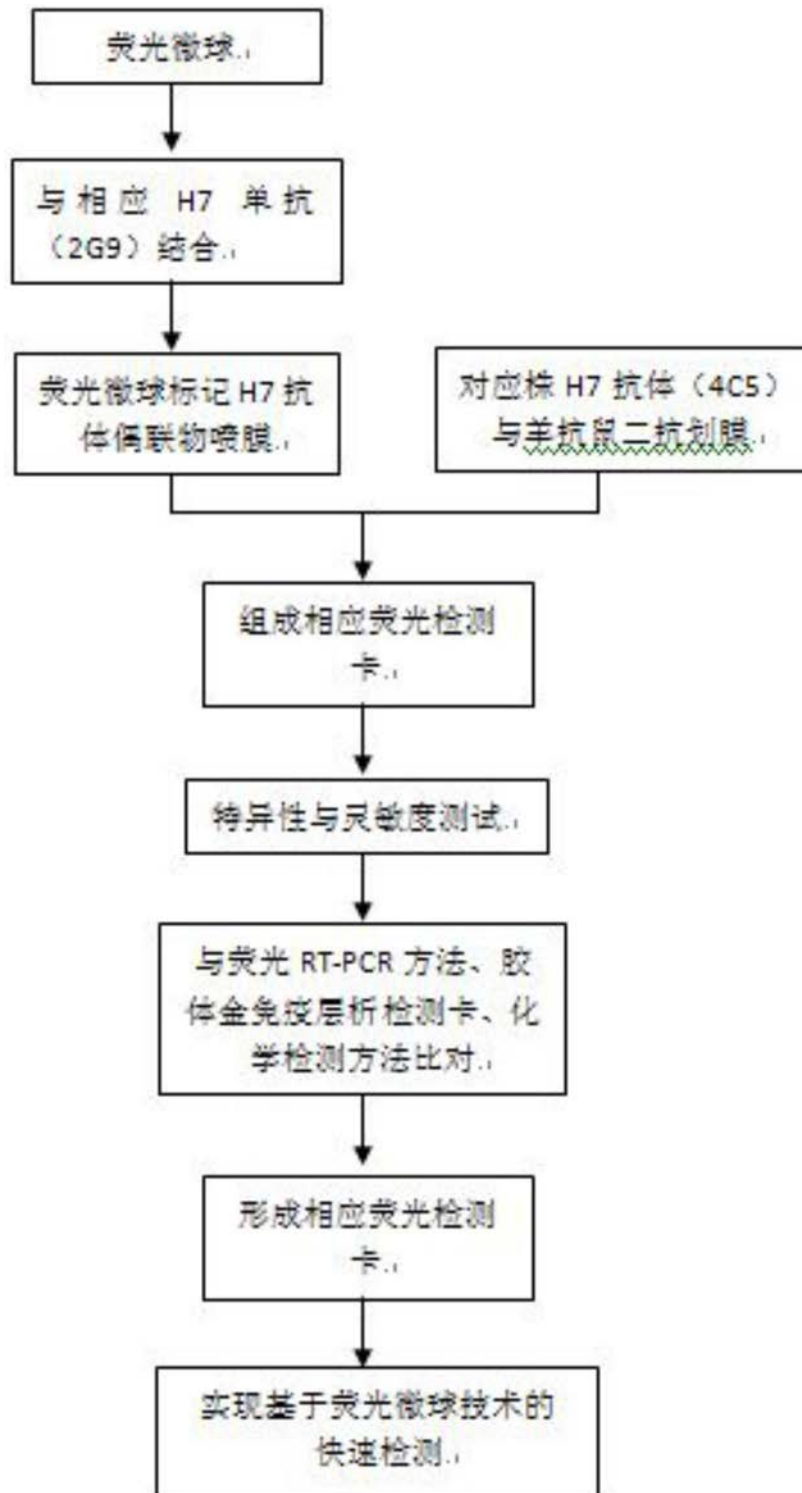 荧光微球
与相应 H7 单抗
（2G9）结合
荧光微球标记 H7 抗
体偶联物喷膜
对应株 H7 抗体（4C5）
与羊抗鼠二抗划膜
组成相应荧光检测
卡
特异性与灵敏度测试
与荧光 RT-PCR 方法、胶
体金免疫层析检测卡、化
学检测方法比对
形成相应荧光检测
卡
实现基于荧光微球技术的
快速检测